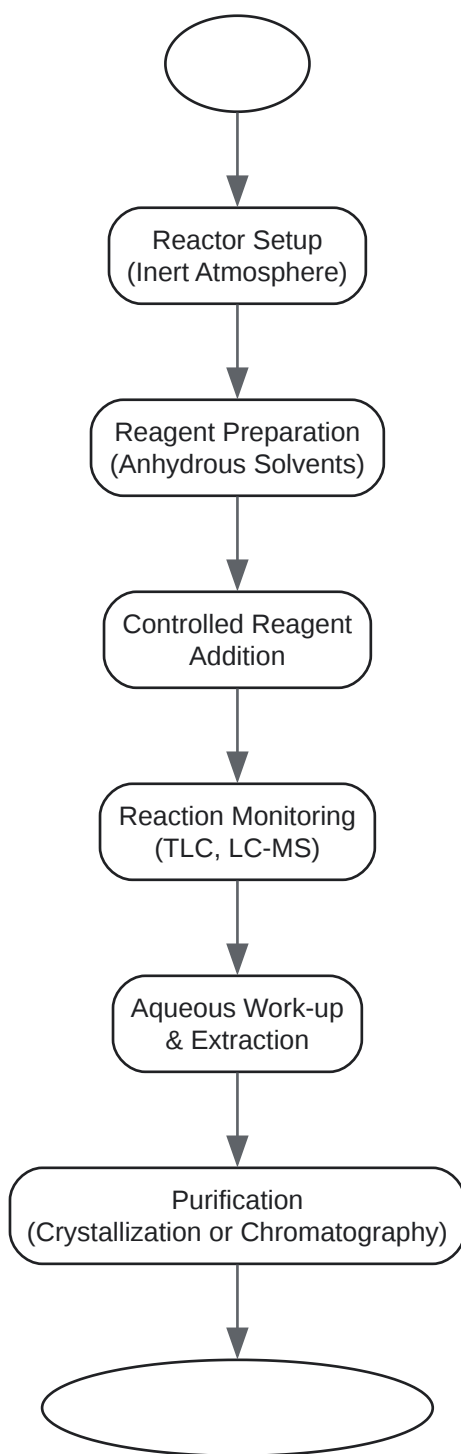 Reactor Setup
(Inert Atmosphere)
Reagent Preparation
(Anhydrous Solvents)
Controlled Reagent
Addition
Reaction Monitoring
(TLC, LC-MS)
Aqueous Work-up
& Extraction
Purification
(Crystallization or Chromatography)